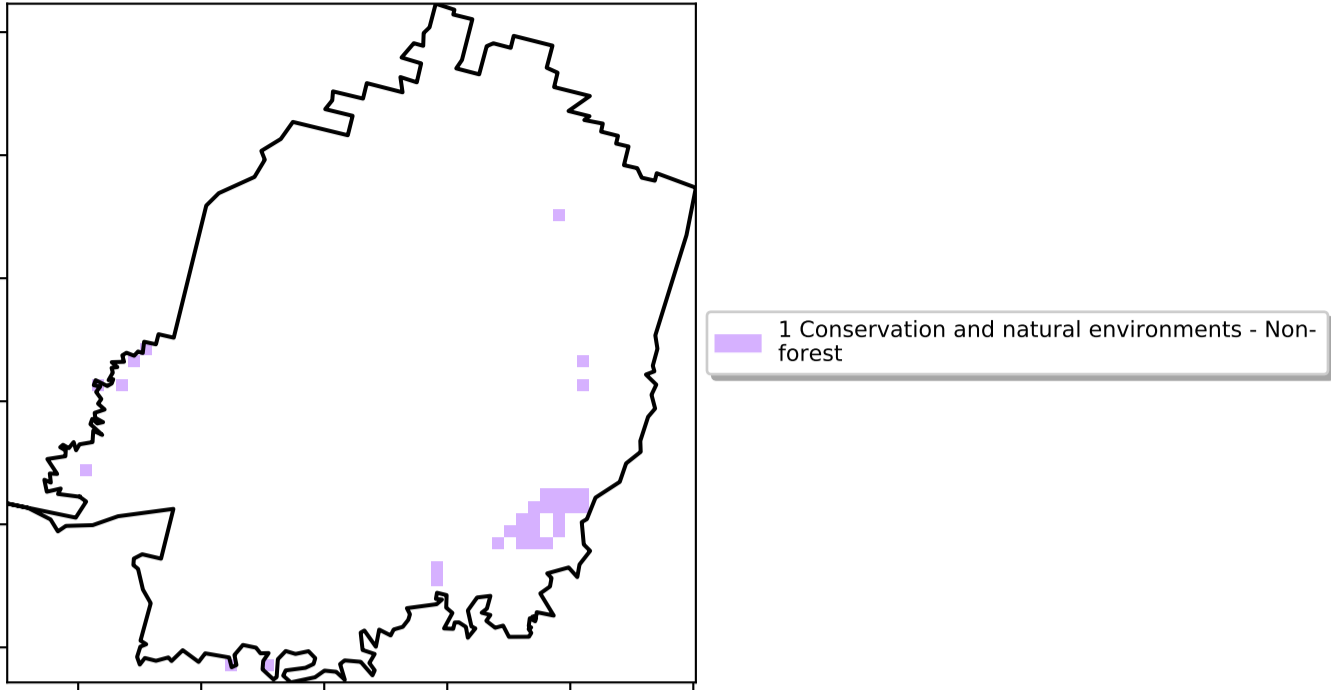 1 Conservation and natural environments - Non-
forest